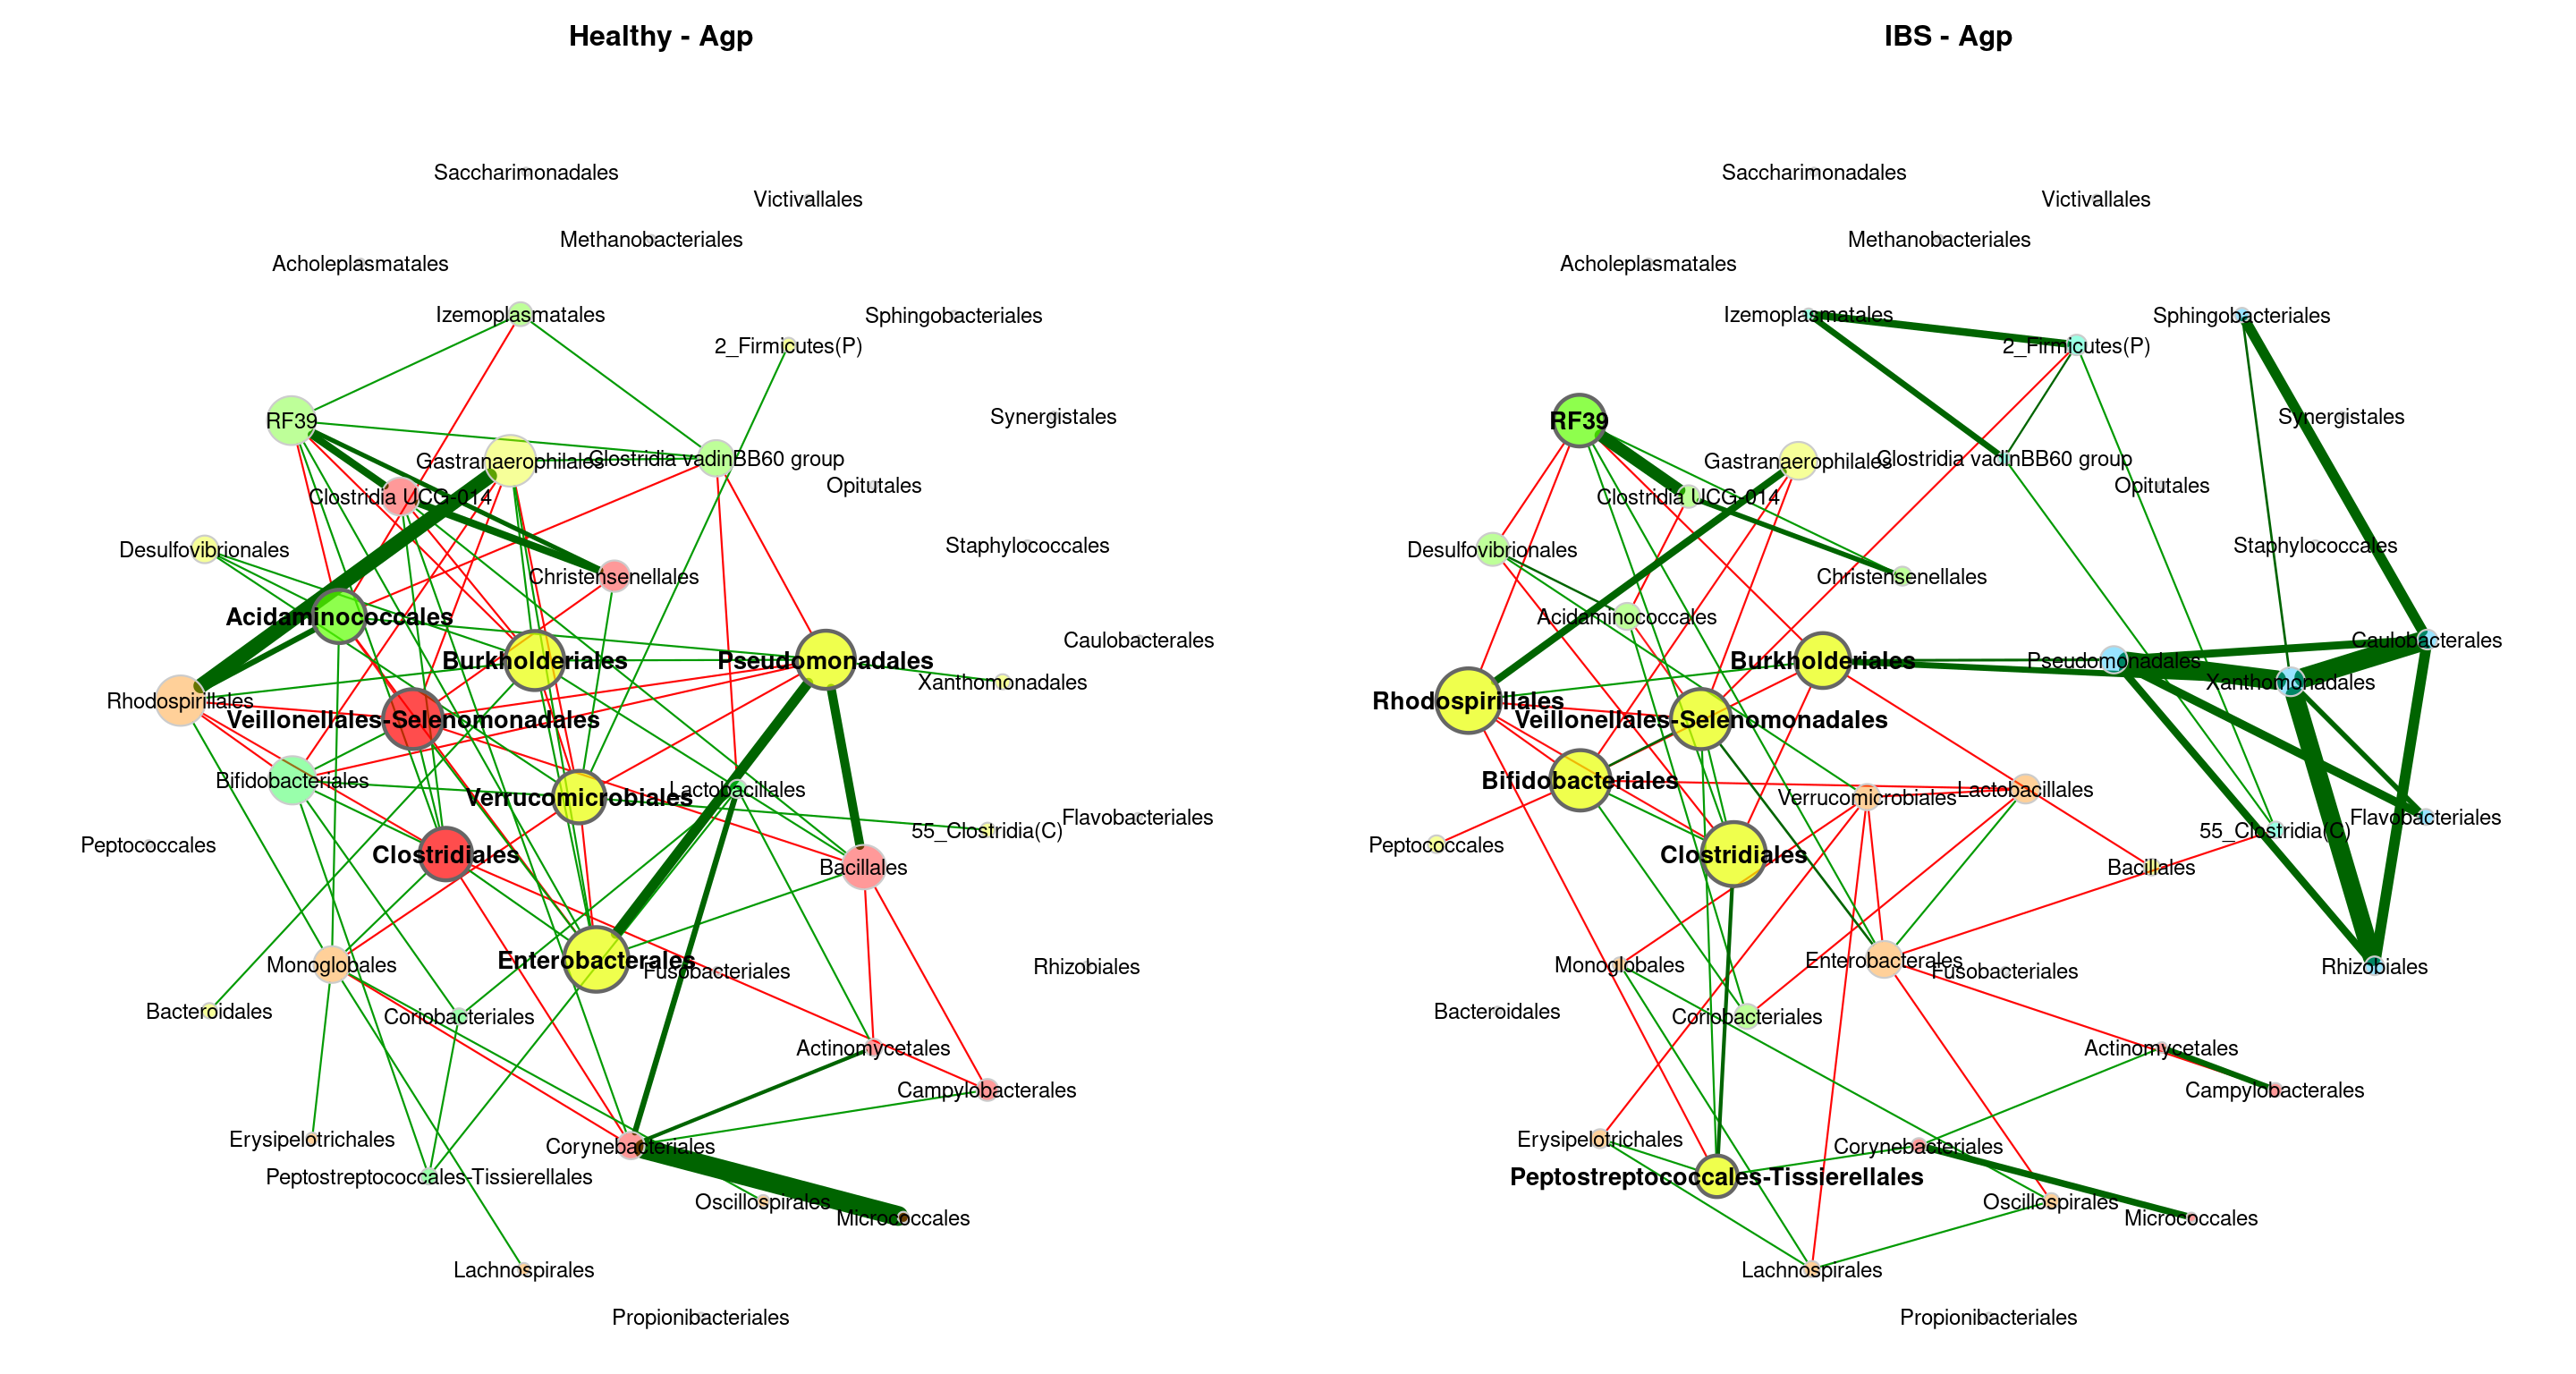 Healthy - Agp
Saccharimonadales
Victivallales
Methanobacteriales
Acholeplasmatales
Izemoplasmatales
Sphingobacteriales
2_Firmicutes(P)
Synergistales
RF39
Gastranaerophilales
Clostridia vadinBB60 group
Opitutales
Clostridia UCG-014
Staphylococcales
Desulfovibrionales
Christensenellales
Acidaminococcales
Caulobacterales
Burkholderiales
Pseudomonadales
Xanthomonadales
Rhodospirillales
Veillonellales-Selenomonadales
Bifidobacteriales
Lactobacillales
Verrucomicrobiales
Flavobacteriales
55_Clostridia(C)
Peptococcales
Clostridiales
Bacillales
Enterobacterales
Monoglobales
Fusobacteriales
Rhizobiales
Bacteroidales
Coriobacteriales
Actinomycetales
Campylobacterales
Erysipelotrichales
Corynebacteriales
Peptostreptococcales-Tissierellales
Oscillospirales
Micrococcales
Lachnospirales
Propionibacteriales
IBS - Agp
Saccharimonadales
Victivallales
Methanobacteriales
Acholeplasmatales
Izemoplasmatales
Sphingobacteriales
2_Firmicutes(P)
Synergistales
RF39
Gastranaerophilales
Clostridia vadinBB60 group
Opitutales
Clostridia UCG-014
Staphylococcales
Desulfovibrionales
Christensenellales
Acidaminococcales
Caulobacterales
Burkholderiales
Pseudomonadales
Xanthomonadales
Rhodospirillales
Veillonellales-Selenomonadales
Bifidobacteriales
Lactobacillales
Verrucomicrobiales
Flavobacteriales
55_Clostridia(C)
Peptococcales
Clostridiales
Bacillales
Enterobacterales
Monoglobales
Fusobacteriales
Rhizobiales
Bacteroidales
Coriobacteriales
Actinomycetales
Campylobacterales
Erysipelotrichales
Corynebacteriales
Peptostreptococcales-Tissierellales
Oscillospirales
Micrococcales
Lachnospirales
Propionibacteriales